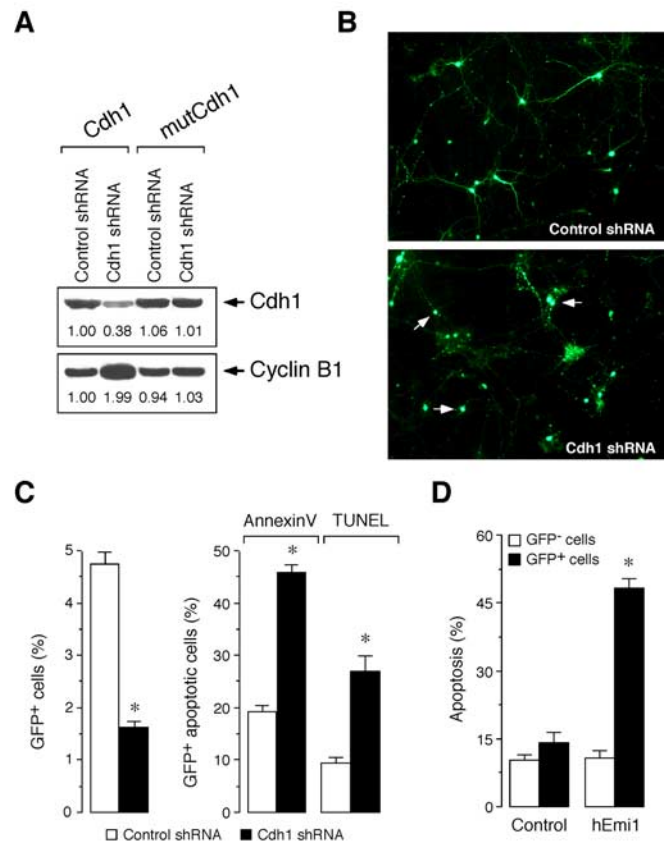 A
Cdh1
mutCdh1
Control shRNA
Cdh1 shRNA
Control shRNA
Cdh1 shRNA
Cdh1
1.00 0.38 1.06 1.01
Cyclin B1
1.00 1.99 0.94 1.03
B
Control shRNA
Cdh1 shRNA
C
GFP⁺ cells (%)
5
4
3
2
1
0
*
GFP⁺ apoptotic cells (%)
50
40
30
20
10
0
AnnexinV TUNEL
*
*
Control shRNA Cdh1 shRNA
D
GFP⁻ cells
GFP⁺ cells
Apoptosis (%)
60
45
30
15
0
*
Control hEmi1